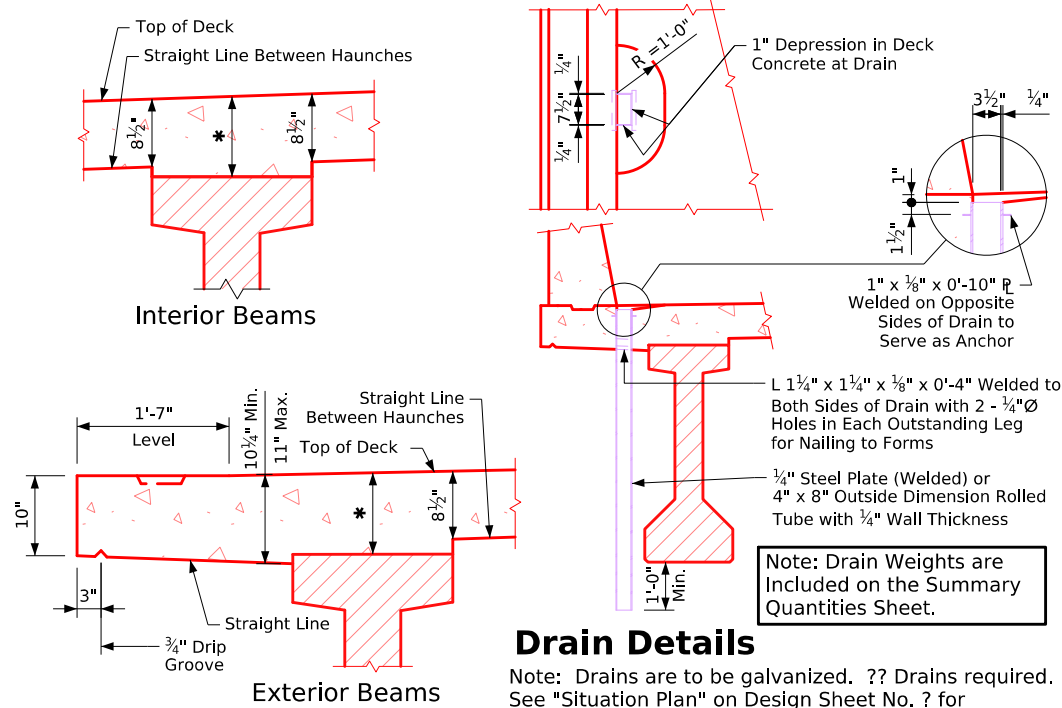 Top of Deck
Straight Line Between Haunches
8½"
*
8½"
Interior Beams
1'-7"
Level
10¼" Min.
11" Max.
Straight Line
Between Haunches
Top of Deck
10"
*
8½"
3"
Straight Line
¾" Drip
Groove
Exterior Beams
R =1'-0"
¼"
7½"
¼"
1" Depression in Deck
Concrete at Drain
3½"
¼"
1"
1½"
1" x ⅛" x 0'-10" PL
Welded on Opposite
Sides of Drain to
Serve as Anchor
L 1¼" x 1¼" x ⅛" x 0'-4" Welded to
Both Sides of Drain with 2 - ¼"Ø
Holes in Each Outstanding Leg
for Nailing to Forms
¼" Steel Plate (Welded) or
4" x 8" Outside Dimension Rolled
Tube with ¼" Wall Thickness
1'-0"
Min.
Note: Drain Weights are
Included on the Summary
Quantities Sheet.
Drain Details
Note: Drains are to be galvanized. ?? Drains required.
See "Situation Plan" on Design Sheet No. ? for